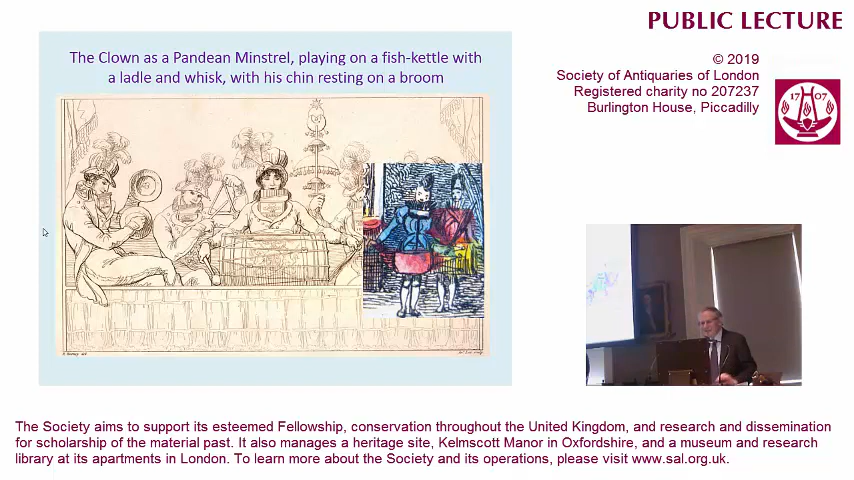 PUBLIC LECTURE
The Clown as a Pandean Minstrel, playing on a fish-kettle with
a ladle and whisk, with his chin resting on a broom
© 2019
Society of Antiquaries of London
Registered charity no 207237
Burlington House, Piccadilly
17 07
The Society aims to support its esteemed Fellowship, conservation throughout the United Kingdom, and research and dissemination
for scholarship of the material past. It also manages a heritage site, Kelmscott Manor in Oxfordshire, and a museum and research
library at its apartments in London. To learn more about the Society and its operations, please visit www.sal.org.uk.